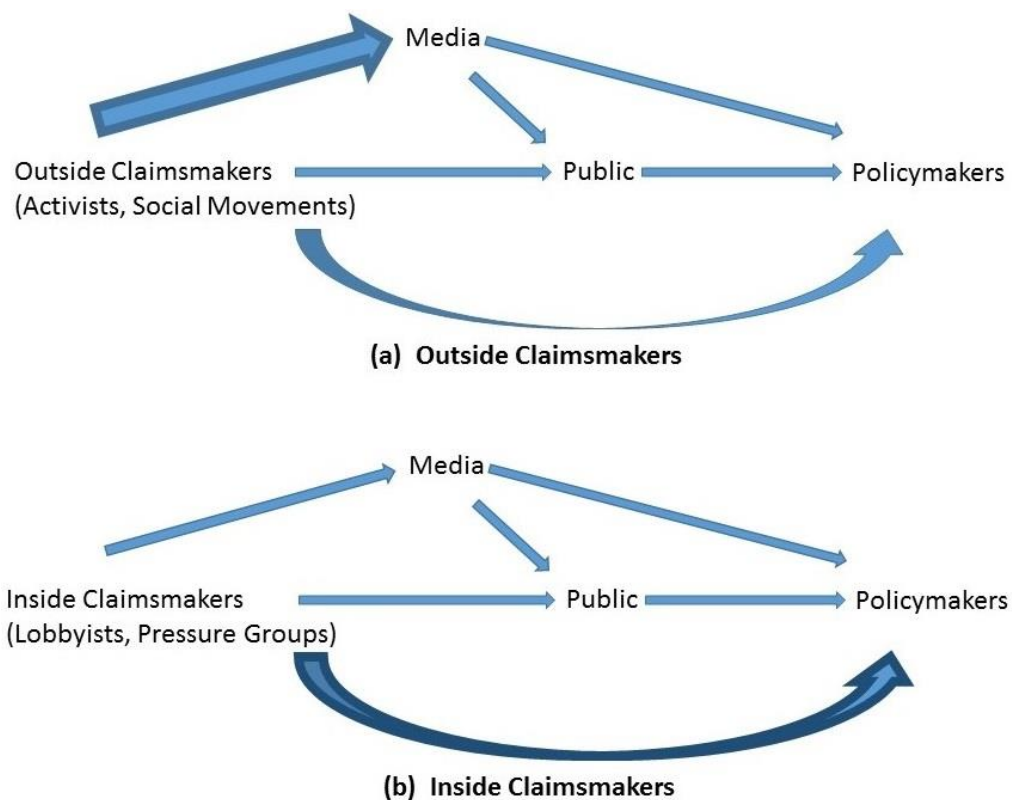 Media
Outside Claimsmakers
(Activists, Social Movements)
Public
Policymakers
(a) Outside Claimsmakers
Media
Inside Claimsmakers
(Lobbyists, Pressure Groups)
Public
Policymakers
(b) Inside Claimsmakers